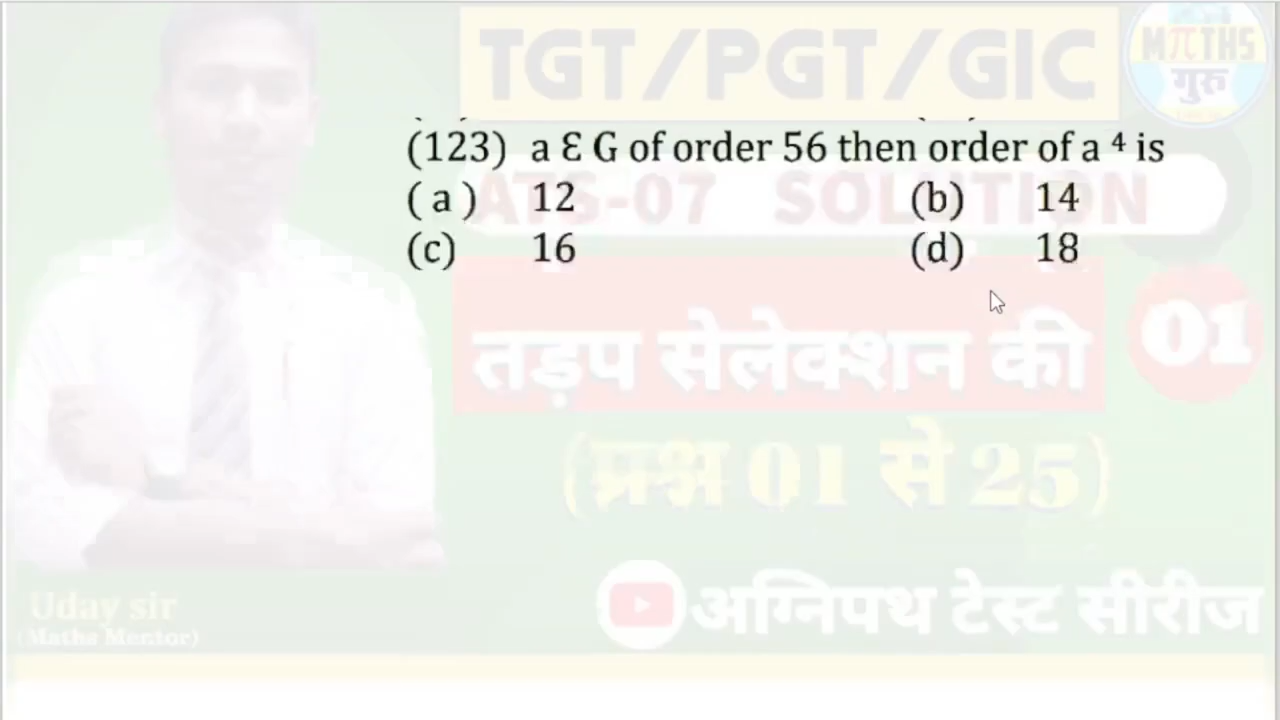 TGT/PGT/GIC
MπTHS
गुरु
(123) a Ɛ G of order 56 then order of a ⁴ is
ATS-07 SOLUTION
( a ) 12 (b) 14
(c) 16 (d) 18
तड़प सेलेक्शन की
01
(प्रश्न 01 से 25)
Uday sir
(Maths Mentor)
अग्निपथ टेस्ट सीरीज